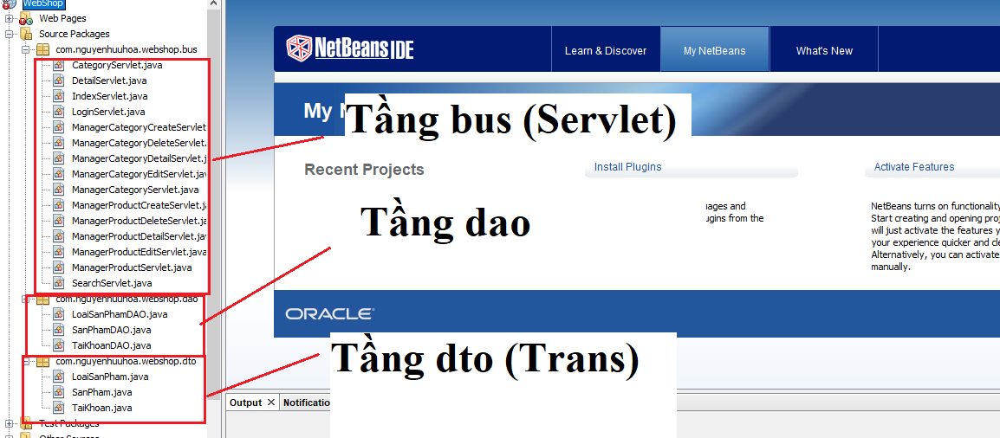 WebShop
Web Pages
Source Packages
com.nguyenhuuhoa.webshop.bus
CategoryServlet.java
DetailServlet.java
IndexServlet.java
LoginServlet.java
ManagerCategoryCreateServlet
ManagerCategoryDeleteServlet.
ManagerCategoryDetailServlet.j
ManagerCategoryEditServlet.jav
ManagerCategoryServlet.java
ManagerProductCreateServlet.ja
ManagerProductDeleteServlet.ja
ManagerProductDetailServlet.jav
ManagerProductEditServlet.java
ManagerProductServlet.java
SearchServlet.java
com.nguyenhuuhoa.webshop.dao
LoaiSanPhamDAO.java
SanPhamDAO.java
TaiKhoanDAO.java
com.nguyenhuuhoa.webshop.dto
LoaiSanPham.java
SanPham.java
TaiKhoan.java
Test Packages
Other Sources
NetBeans IDE
Learn & Discover
My NetBeans
What's New
My N
Tầng bus (Servlet)
Recent Projects
Install Plugins
Activate Features
Tầng dao
uages and
ugins from the
NetBeans turns on functionality
Start creating and opening proj
will just activate the features y
your experience quicker and cle
Alternatively, you can activate
manually.
ORACLE
Tầng dto (Trans)
Output
Notificatio